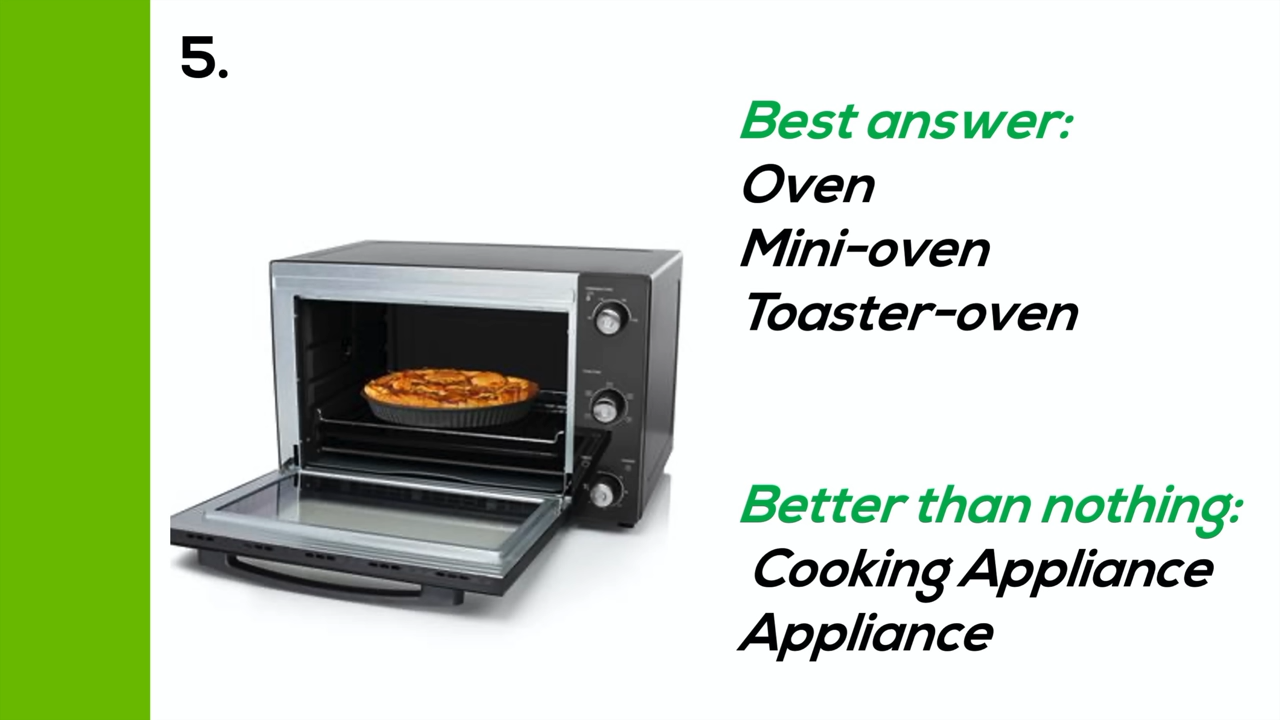 5.
Best answer:
Oven
Mini-oven
Toaster-oven
Better than nothing:
Cooking Appliance
Appliance